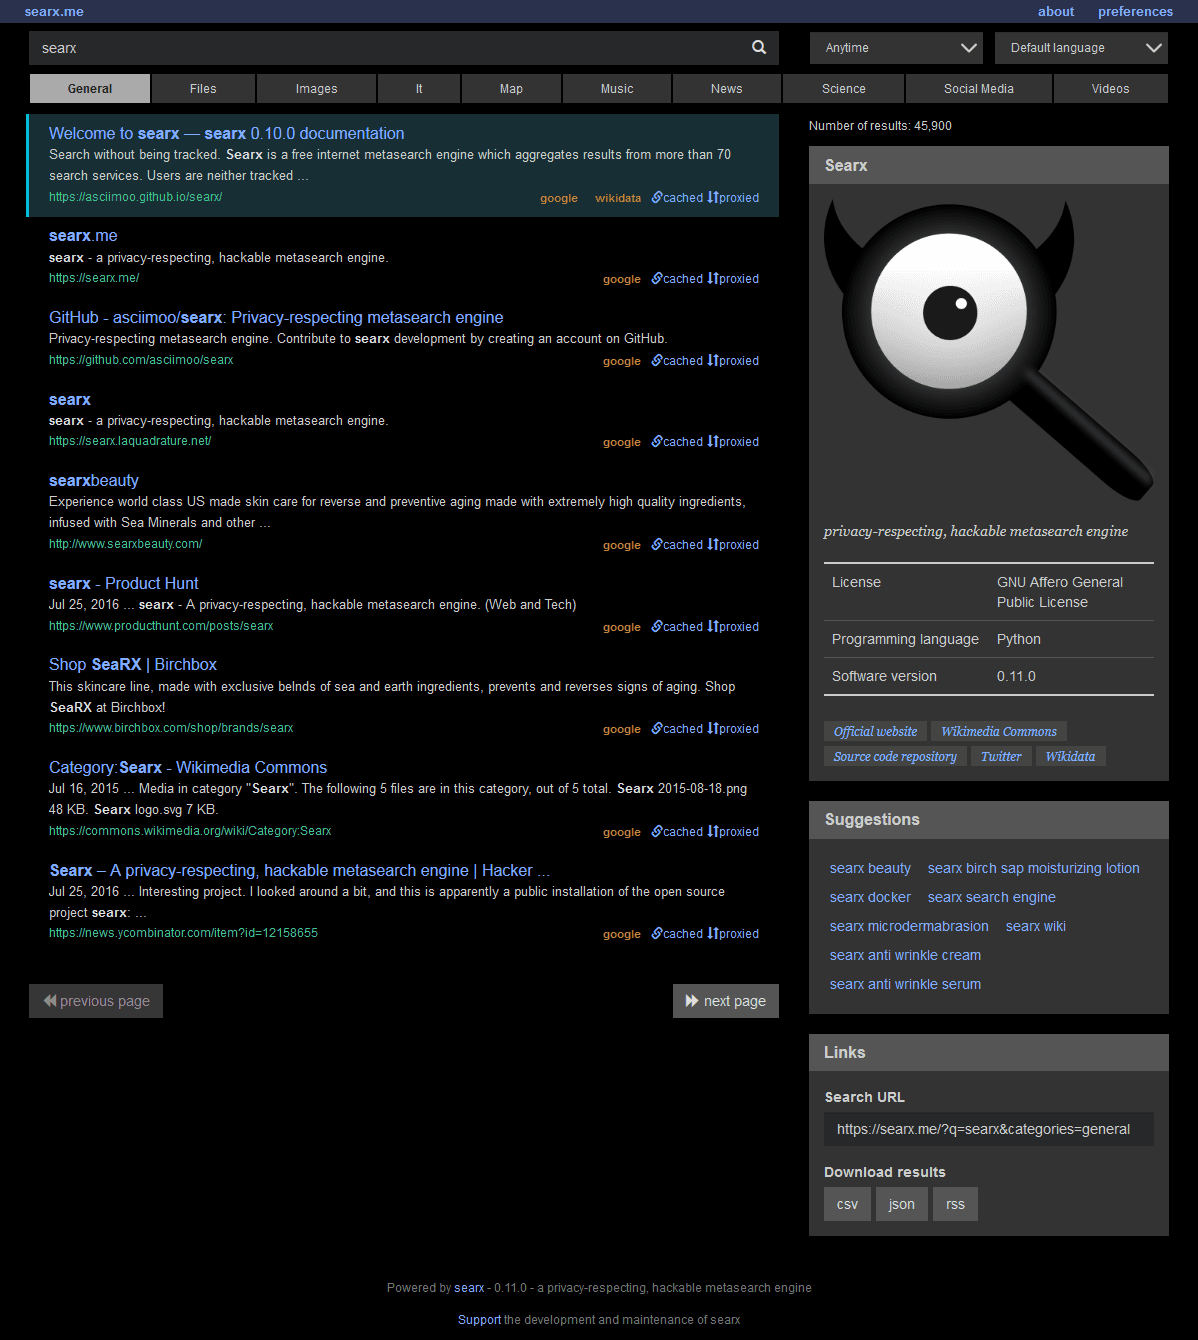 searx.me about preferences
searx
Anytime Default language
General Files Images It Map Music News Science Social Media Videos
Welcome to searx — searx 0.10.0 documentation
Search without being tracked. Searx is a free internet metasearch engine which aggregates results from more than 70
search services. Users are neither tracked ...
https://asciimoo.github.io/searx/ google wikidata cached proxied
searx.me
searx - a privacy-respecting, hackable metasearch engine.
https://searx.me/ google cached proxied
GitHub - asciimoo/searx: Privacy-respecting metasearch engine
Privacy-respecting metasearch engine. Contribute to searx development by creating an account on GitHub.
https://github.com/asciimoo/searx google cached proxied
searx
searx - a privacy-respecting, hackable metasearch engine.
https://searx.laquadrature.net/ google cached proxied
searxbeauty
Experience world class US made skin care for reverse and preventive aging made with extremely high quality ingredients,
infused with Sea Minerals and other ...
http://www.searxbeauty.com/ google cached proxied
searx - Product Hunt
Jul 25, 2016 ... searx - A privacy-respecting, hackable metasearch engine. (Web and Tech)
https://www.producthunt.com/posts/searx google cached proxied
Shop SeaRX | Birchbox
This skincare line, made with exclusive belnds of sea and earth ingredients, prevents and reverses signs of aging. Shop
SeaRX at Birchbox!
https://www.birchbox.com/shop/brands/searx google cached proxied
Category:Searx - Wikimedia Commons
Jul 16, 2015 ... Media in category "Searx". The following 5 files are in this category, out of 5 total. Searx 2015-08-18.png
48 KB. Searx logo.svg 7 KB.
https://commons.wikimedia.org/wiki/Category:Searx google cached proxied
Searx – A privacy-respecting, hackable metasearch engine | Hacker ...
Jul 25, 2016 ... Interesting project. I looked around a bit, and this is apparently a public installation of the open source
project searx: ...
https://news.ycombinator.com/item?id=12158655 google cached proxied
previous page next page
Number of results: 45,900
Searx
privacy-respecting, hackable metasearch engine
License GNU Affero General
Public License
Programming language Python
Software version 0.11.0
Official website Wikimedia Commons
Source code repository Twitter Wikidata
Suggestions
searx beauty searx birch sap moisturizing lotion
searx docker searx search engine
searx microdermabrasion searx wiki
searx anti wrinkle cream
searx anti wrinkle serum
Links
Search URL
https://searx.me/?q=searx&categories=general
Download results
csv json rss
Powered by searx - 0.11.0 - a privacy-respecting, hackable metasearch engine
Support the development and maintenance of searx